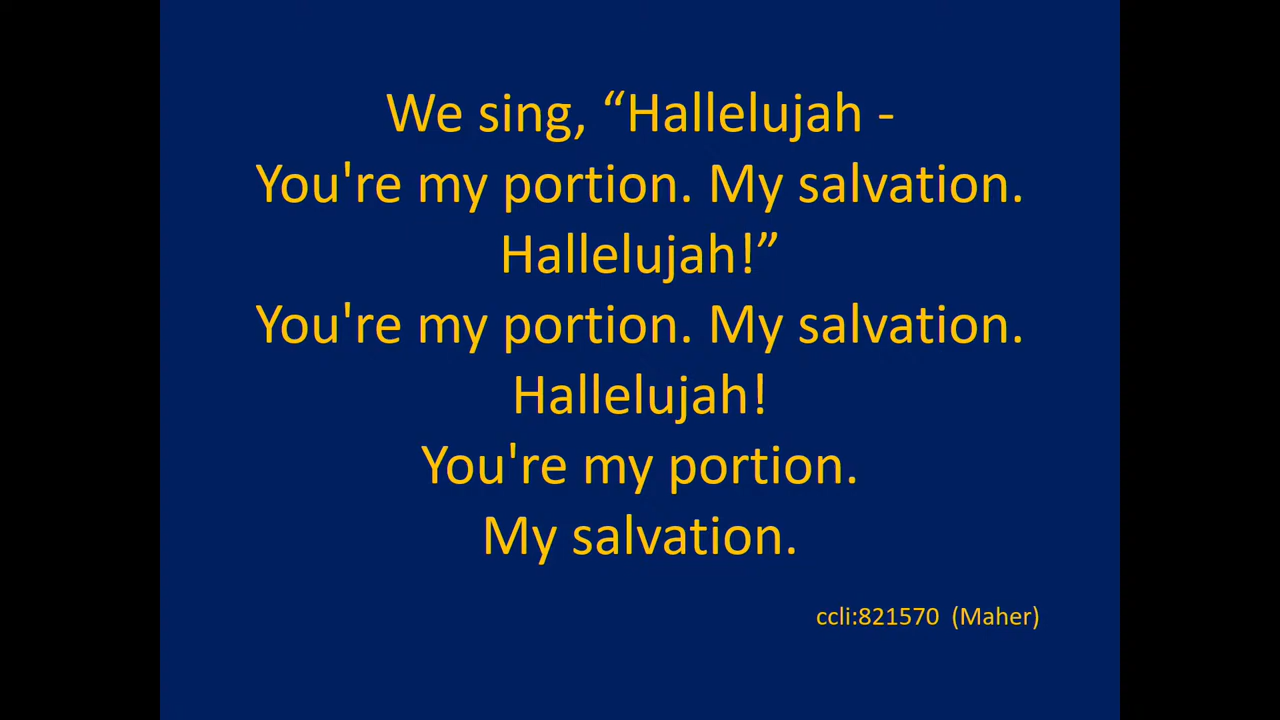 We sing, “Hallelujah -
You're my portion. My salvation.
Hallelujah!”
You're my portion. My salvation.
Hallelujah!
You're my portion.
My salvation.
ccli:821570 (Maher)